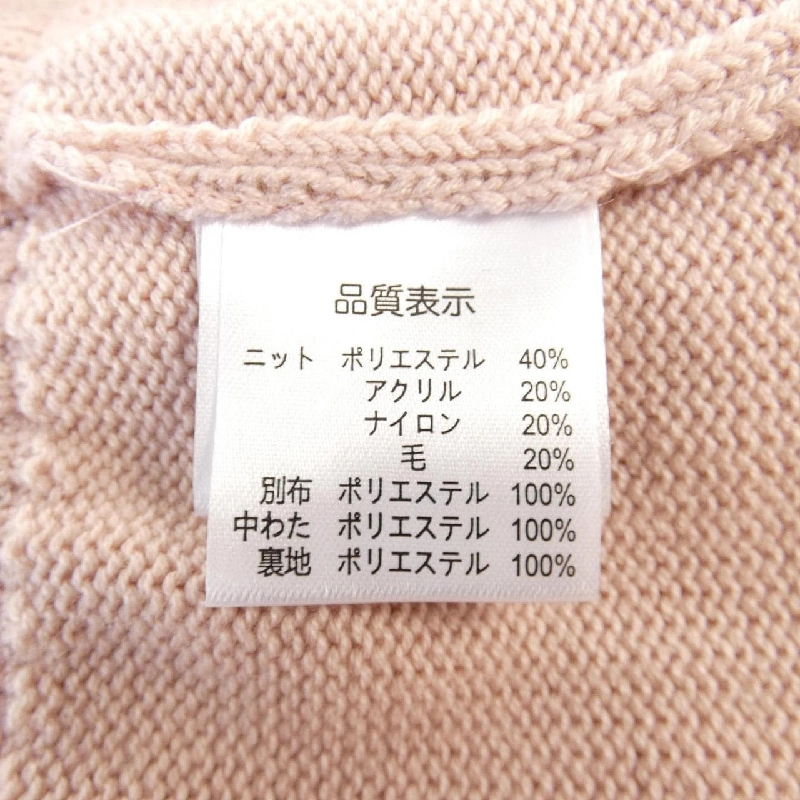 品質表示
ニット ポリエステル 40%
アクリル 20%
ナイロン 20%
毛 20%
別布 ポリエステル 100%
中わた ポリエステル 100%
裏地 ポリエステル 100%